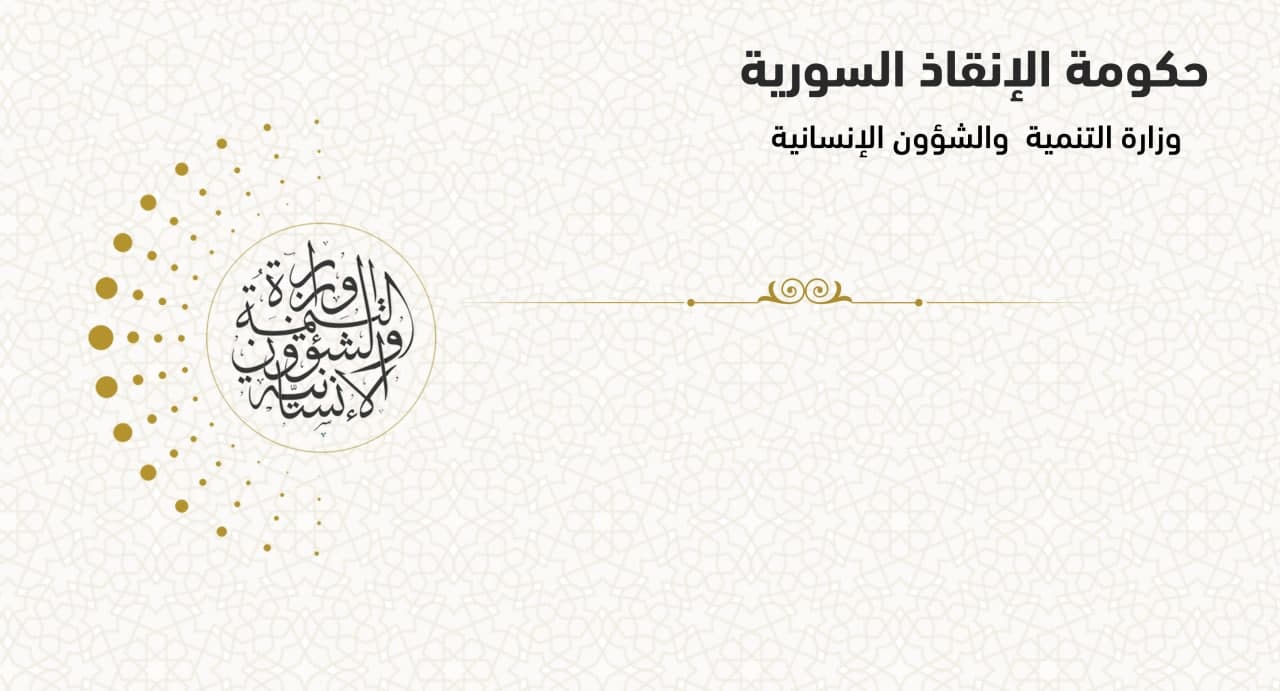 حكومة الإنقاذ السورية
وزارة التنمية والشؤون الإنسانية
وزارة
التنمية
والشؤون
الإنسانية